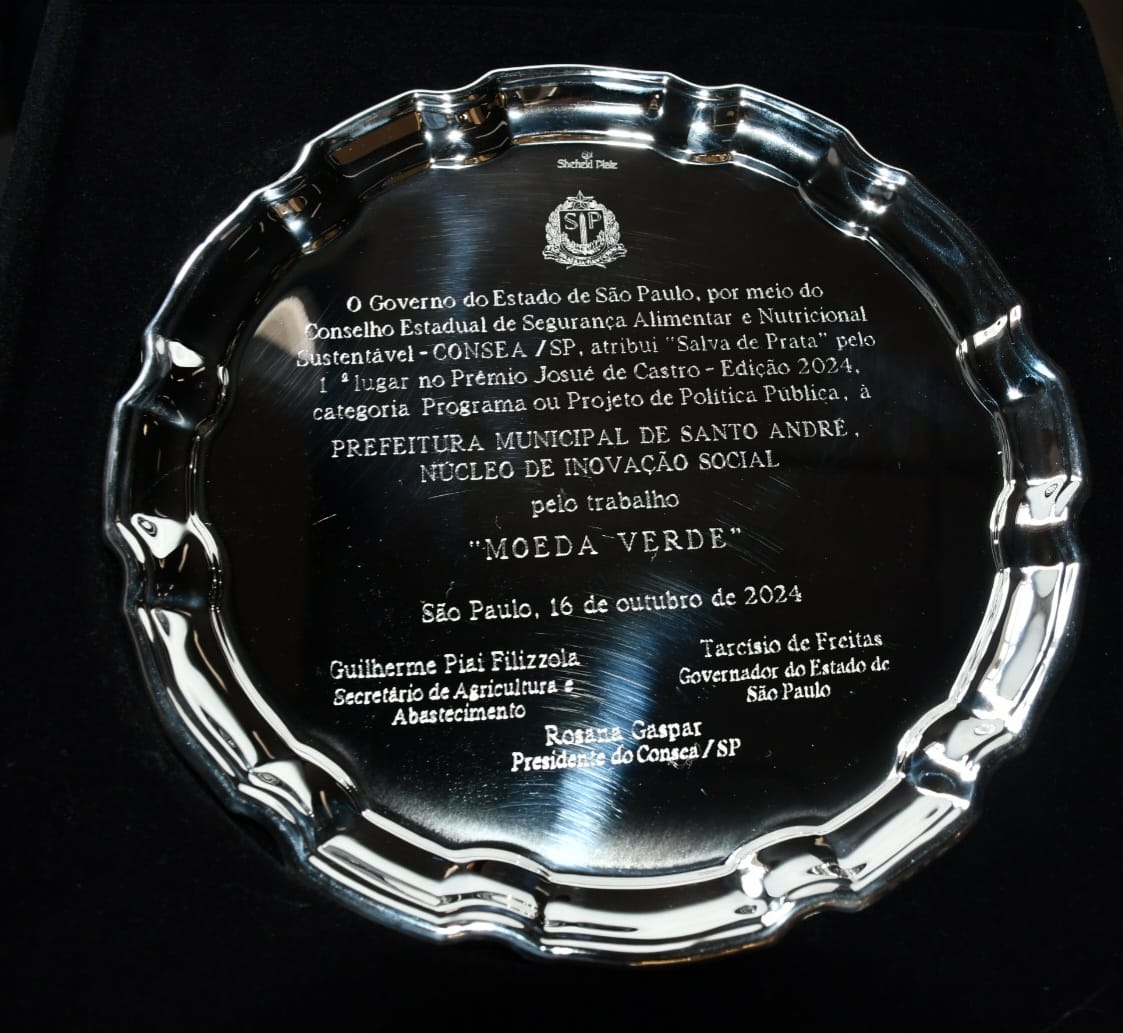 Sheffield Plate
SP
O Governo do Estado de São Paulo, por meio do
Conselho Estadual de Segurança Alimentar e Nutricional
Sustentável - CONSEA /SP, atribui "Salva de Prata" pelo
1 º lugar no Prêmio Josué de Castro - Edição 2024,
categoria Programa ou Projeto de Política Pública, à
PREFEITURA MUNICIPAL DE SANTO ANDRÉ,
NÚCLEO DE INOVAÇÃO SOCIAL
pelo trabalho
"MOEDA VERDE"
São Paulo, 16 de outubro de 2024
Guilherme Piai Filizzola
Secretário de Agricultura e
Abastecimento
Tarcísio de Freitas
Governador do Estado de
São Paulo
Rosana Gaspar
Presidente do Consea/SP